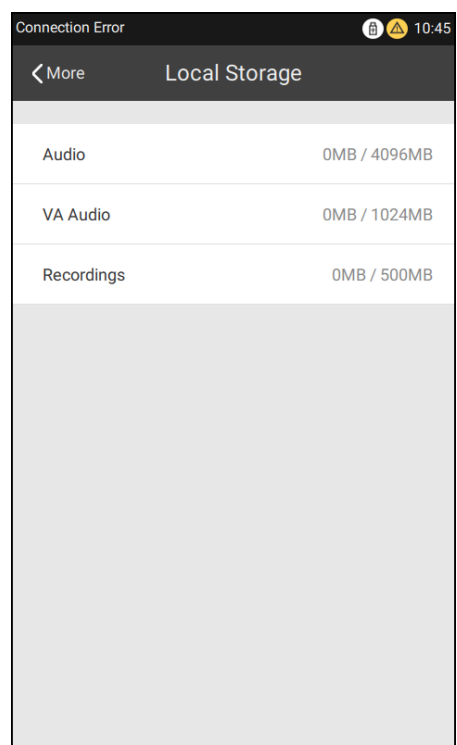 Connection Error 10:45
More Local Storage
Audio 0MB / 4096MB
VA Audio 0MB / 1024MB
Recordings 0MB / 500MB